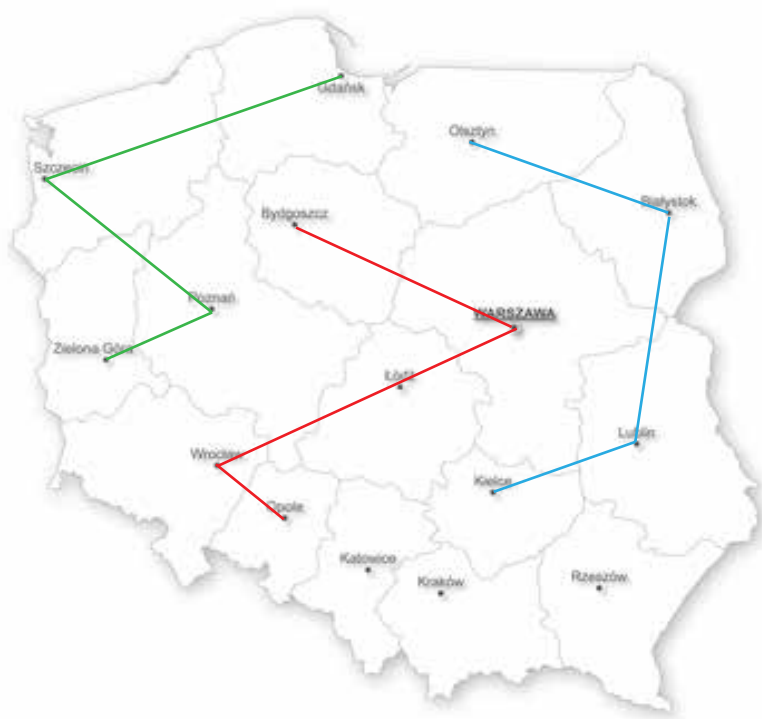 Gdańsk
Olsztyn
Szczecin
Białystok
Bydgoszcz
Poznań
WARSZAWA
Zielona Góra
Łódź
Lublin
Wrocław
Kielce
Opole
Katowice
Kraków
Rzeszów